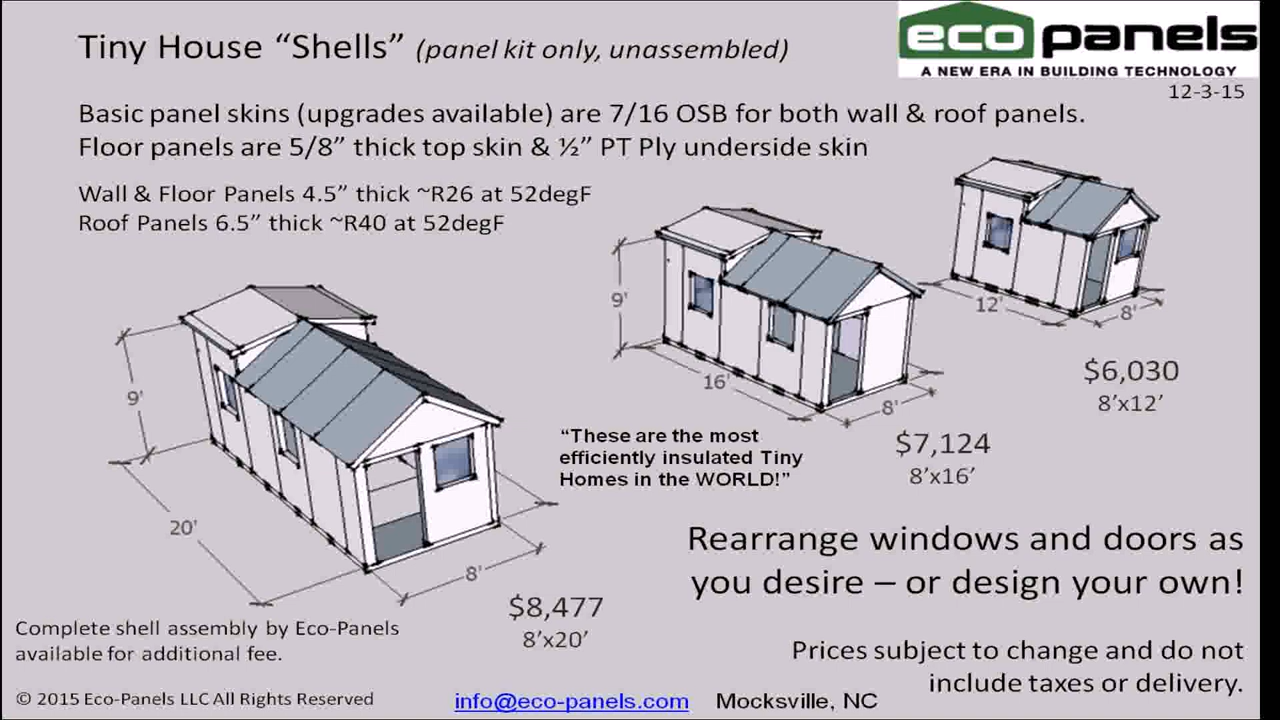 Tiny House “Shells” (panel kit only, unassembled)
eco panels
A NEW ERA IN BUILDING TECHNOLOGY
12-3-15
Basic panel skins (upgrades available) are 7/16 OSB for both wall & roof panels.
Floor panels are 5/8” thick top skin & ½” PT Ply underside skin
Wall & Floor Panels 4.5” thick ~R26 at 52degF
Roof Panels 6.5” thick ~R40 at 52degF
12'
8'
$6,030
8’x12’
9'
16'
8'
$7,124
8’x16’
9'
20'
8'
$8,477
8’x20’
“These are the most
efficiently insulated Tiny
Homes in the WORLD!”
Rearrange windows and doors as
you desire – or design your own!
Complete shell assembly by Eco-Panels
available for additional fee.
Prices subject to change and do not
include taxes or delivery.
© 2015 Eco-Panels LLC All Rights Reserved
info@eco-panels.com
Mocksville, NC